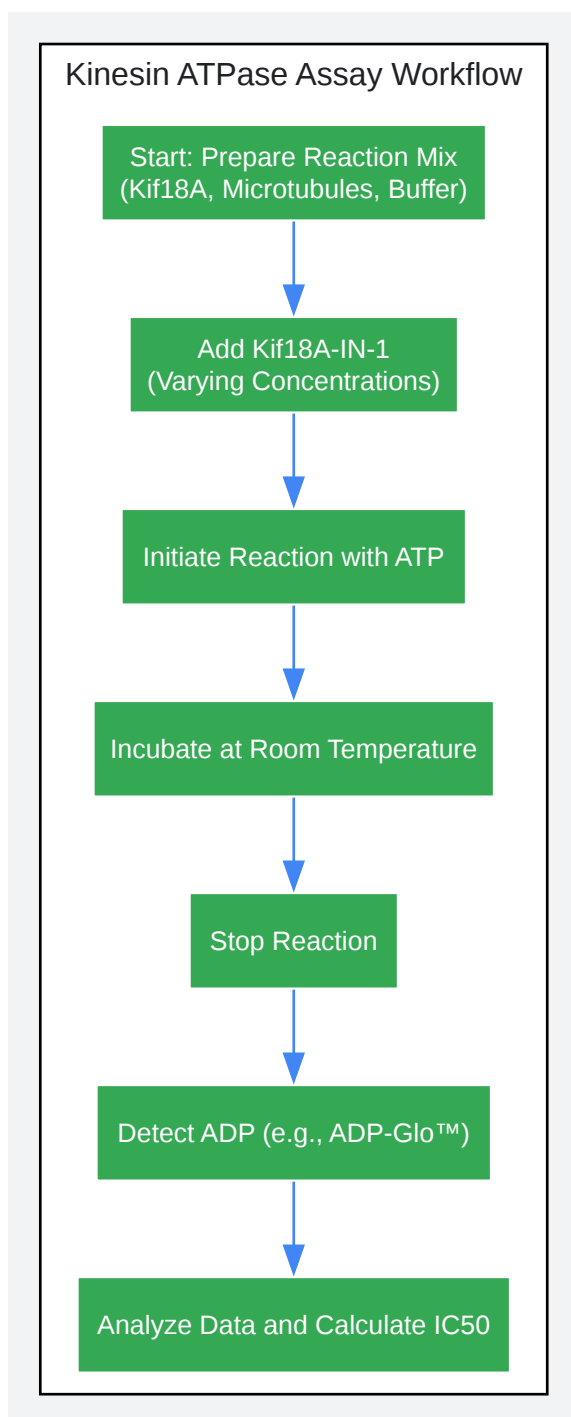 Kinesin ATPase Assay Workflow
Start: Prepare Reaction Mix
(Kif18A, Microtubules, Buffer)
Add Kif18A-IN-1
(Varying Concentrations)
Initiate Reaction with ATP
Incubate at Room Temperature
Stop Reaction
Detect ADP (e.g., ADP-Glo™)
Analyze Data and Calculate IC50